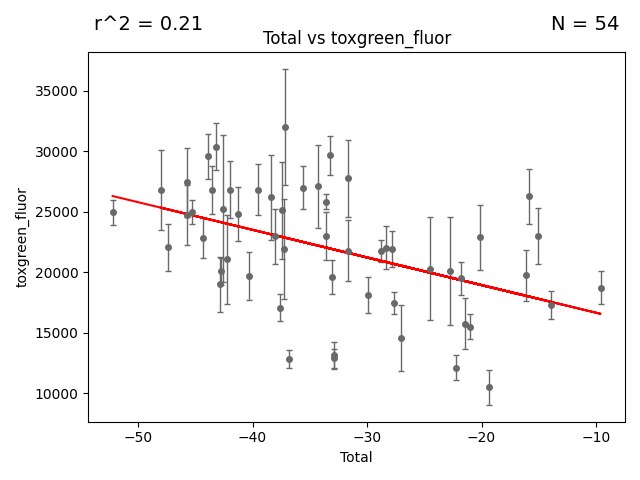 r^2 = 0.21
N = 54
Total vs toxgreen_fluor
35000
30000
25000
20000
15000
10000
toxgreen_fluor
−50
−40
−30
−20
−10
Total